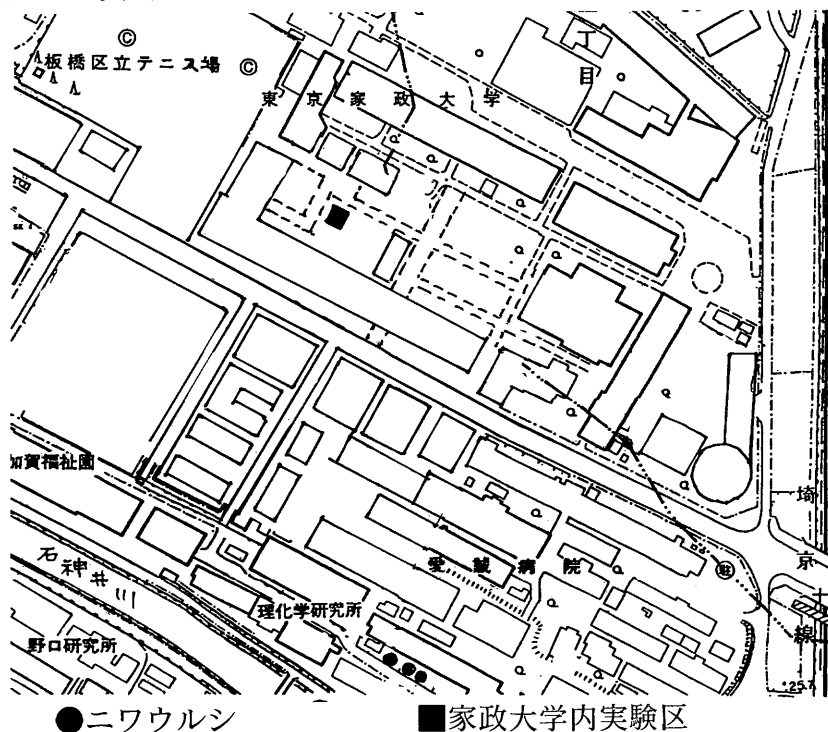 丁目
Ⓒ
板橋区立テニス場 Ⓒ
東京家政大学
加賀福祉園
石神井川
愛誠病院
理化学研究所
野口研究所
埼京線
●ニワウルシ
■家政大学内実験区